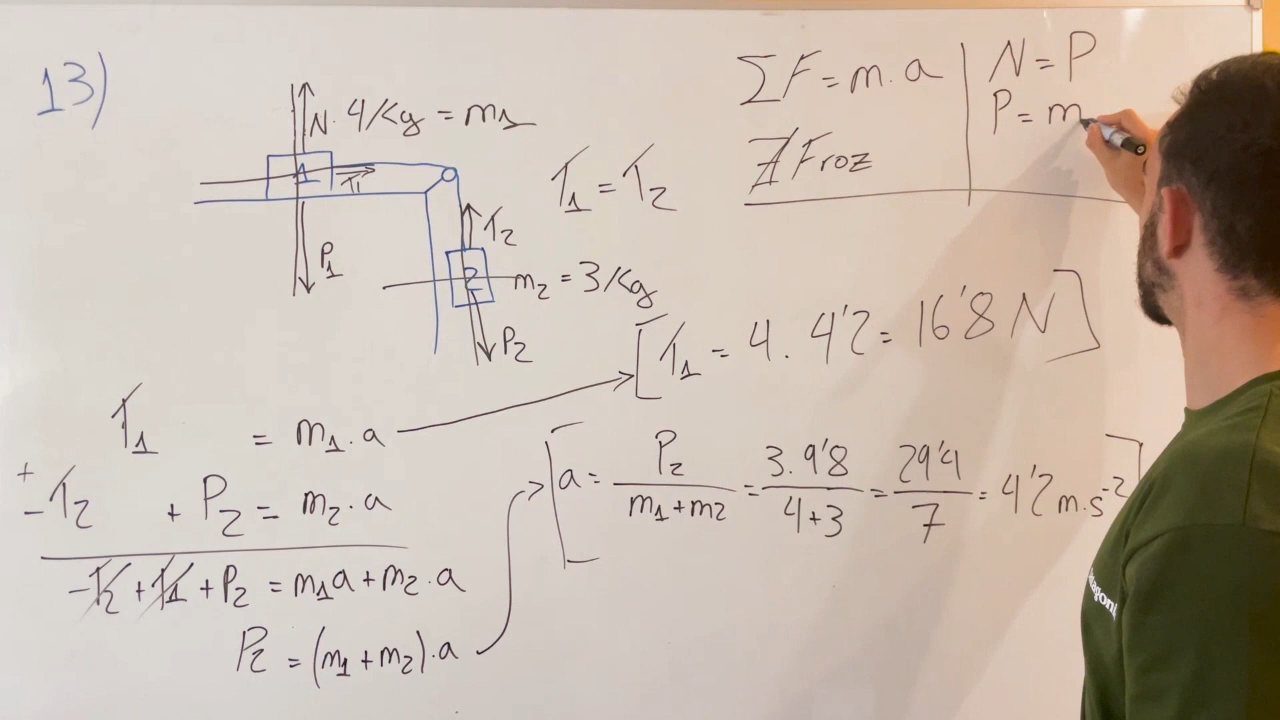 13)
N
4 Kg = m1
1
T1
P1
T2
2
m2 = 3 Kg
P2
T1 = T2
ΣF = m.a
∄ Froz
N = P
P = m
[T1 = 4 . 4'2 = 16'8 N]
T1 = m1.a
+
-T2 + P2 = m2.a
-T2 + T1 + P2 = m1a + m2.a
P2 = (m1 + m2).a
[a = P2/(m1+m2) = 3.9'8/(4+3) = 29'4/7 = 4'2 m.s⁻²]